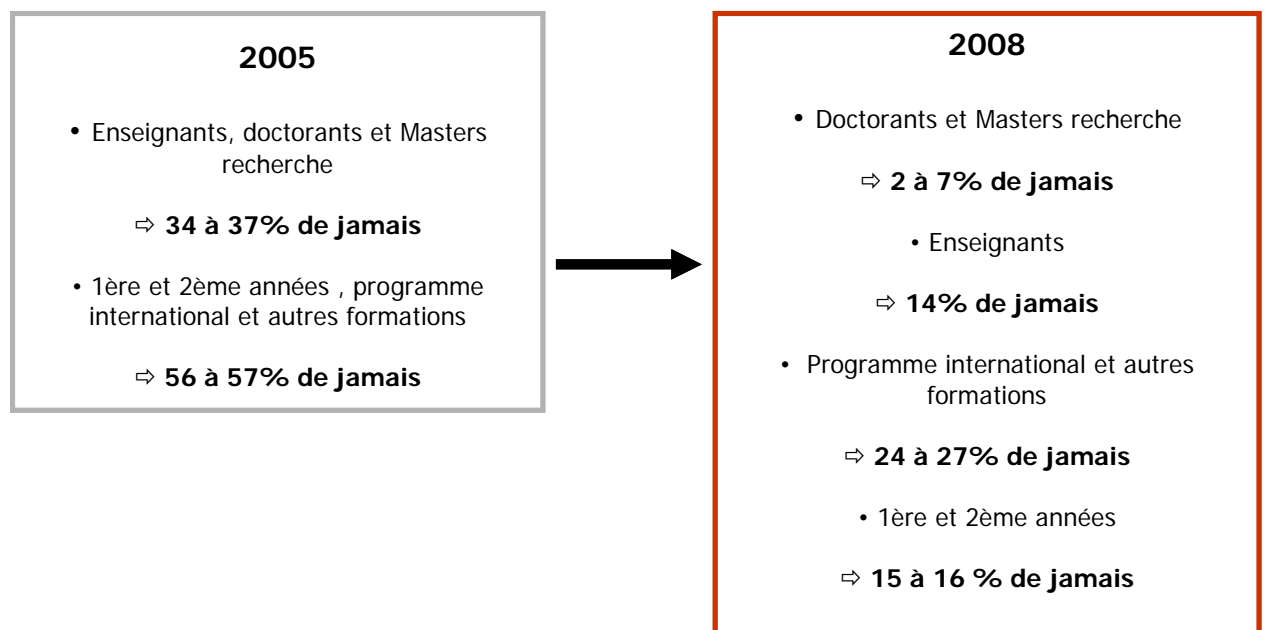 2005
• Enseignants, doctorants et Masters
recherche
⇨ 34 à 37% de jamais
• 1ère et 2ème années , programme
international et autres formations
⇨ 56 à 57% de jamais
2008
• Doctorants et Masters recherche
⇨ 2 à 7% de jamais
• Enseignants
⇨ 14% de jamais
• Programme international et autres
formations
⇨ 24 à 27% de jamais
• 1ère et 2ème années
⇨ 15 à 16 % de jamais